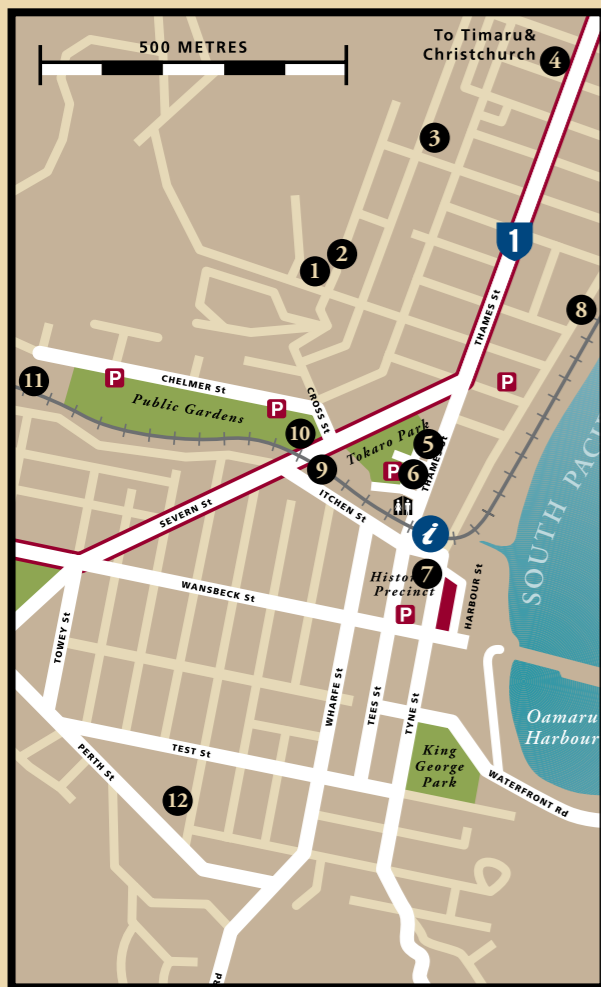 500 METRES
To Timaru&
Christchurch
4
3
1
2
1
8
THAMES St
11
P
CHELMER St
Public Gardens
P
CROSS St
P
10
Tokaro Park
5
THAMES St
9
P
6
ITCHEN St
SEVERN St
i
SOUTH PACIF
7
Historic
Precinct
HARBOUR St
WANSBECK St
P
TOWEY St
WHARFE St
TEES St
TYNE St
Oamaru
Harbour
TEST St
King
George
Park
PERTH St
WATERFRONT Rd
12
Rd